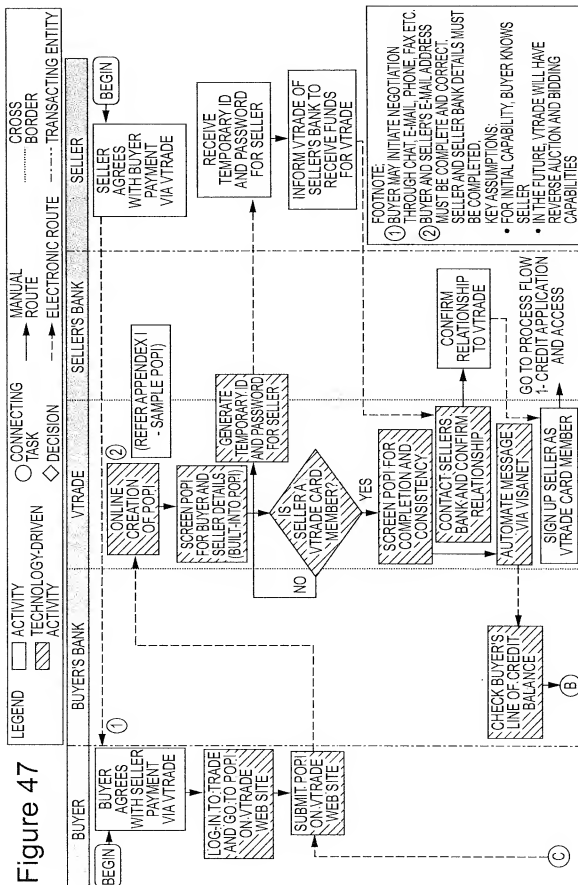 Figure 47
LEGEND
ACTIVITY
TECHNOLOGY-DRIVEN
ACTIVITY
CONNECTING
TASK
DECISION
MANUAL
ROUTE
ELECTRONIC ROUTE
CROSS
BORDER
TRANSACTING ENTITY
BUYER
BUYER'S BANK
VTRADE
SELLER'S BANK
SELLER
BEGIN
BUYER
AGREES
WITH SELLER
PAYMENT
VIA VTRADE
1
LOG-IN TO TRADE
AND GO TO POPI
ON VTRADE
WEB SITE
SUBMIT POPI
ON VTRADE
WEB SITE
C
CHECK BUYER'S
LINE OF CREDIT
BALANCE
B
ONLINE
CREATION
OF POPI
2
(REFER APPENDEX I
- SAMPLE POPI)
SCREEN POPI
FOR BUYER AND
SELLER DETAILS
(BUILT-INTO POPI)
GENERATE
TEMPORARY ID
AND PASSWORD
FOR SELLER
IS
SELLER A
VTRADE CARD
MEMBER?
NO
YES
SCREEN POPI FOR
COMPLETION AND
CONSISTENCY
CONTACT SELLERS
BANK AND CONFIRM
RELATIONSHIP
AUTOMATE MESSAGE
VIA VISANET
SIGN UP SELLER AS
VTRADE CARD MEMBER
CONFIRM
RELATIONSHIP
TO VTRADE
GO TO PROCESS FLOW
1- CREDIT APPLICATION
AND ACCESS
BEGIN
SELLER
AGREES
WITH BUYER
PAYMENT
VIA VTRADE
RECEIVE
TEMPORARY ID
AND PASSWORD
FOR SELLER
INFORM VTRADE OF
SELLER'S BANK TO
RECEIVE FUNDS
FOR VTRADE
FOOTNOTE:
1 BUYER MAY INITIATE NEGOTIATION
THROUGH CHAT, E-MAIL, PHONE, FAX ETC.
2 BUYER AND SELLER'S E-MAIL ADDRESS
MUST BE COMPLETE AND CORRECT.
SELLER AND SELLER BANK DETAILS MUST
BE COMPLETED.
KEY ASSUMPTIONS:
• FOR INITIAL CAPABILITY, BUYER KNOWS
SELLER
• IN THE FUTURE, VTRADE WILL HAVE
REVERSE AUCTION AND BIDDING
CAPABILITIES